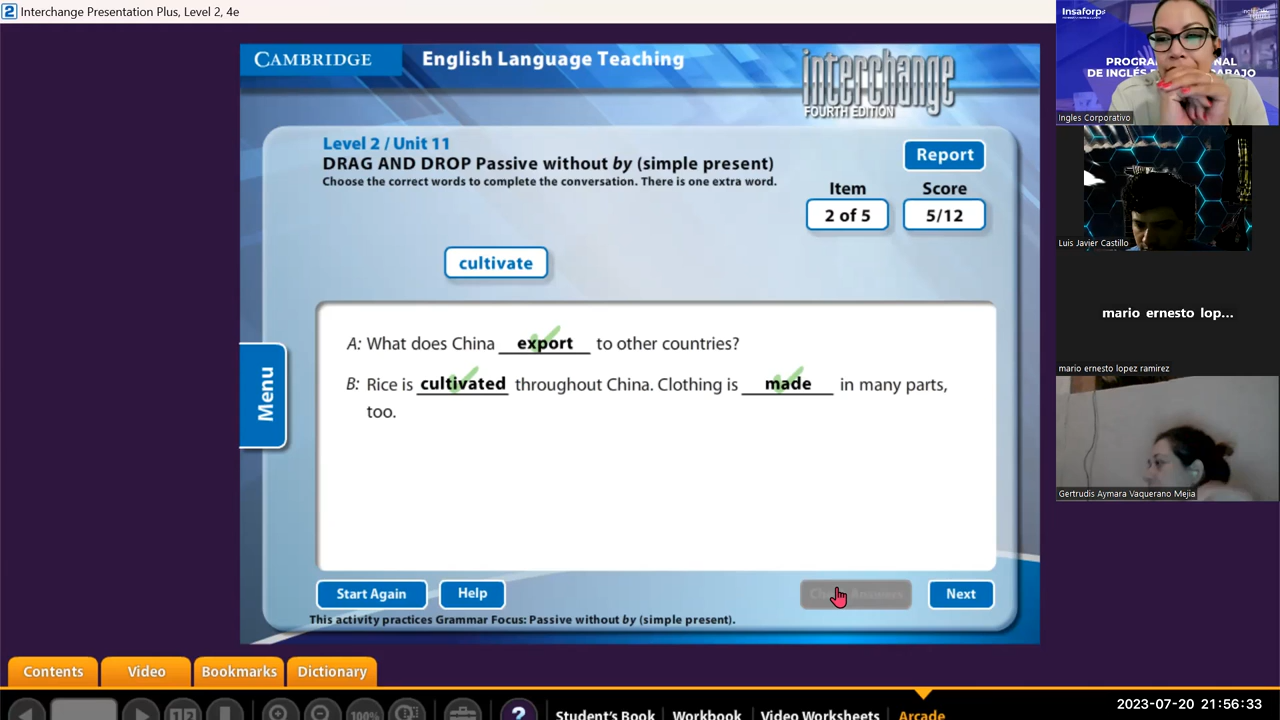 Interchange Presentation Plus, Level 2, 4e
CAMBRIDGE
English Language Teaching
interchange
FOURTH EDITION
Level 2 / Unit 11
DRAG AND DROP Passive without by (simple present)
Choose the correct words to complete the conversation. There is one extra word.
Report
Item
Score
2 of 5
5/12
cultivate
A: What does China export to other countries?
B: Rice is cultivated throughout China. Clothing is made in many parts,
too.
Menu
Start Again
Help
Next
This activity practices Grammar Focus: Passive without by (simple present).
Contents
Video
Bookmarks
Dictionary
100%
?
Student's Book
Workbook
Video Worksheets
Arcade
Insaforp
Ingles Corporativo
Luis Javier Castillo
mario ernesto lop...
mario ernesto lopez ramirez
Gertrudis Aymara Vaquerano Mejia
2023-07-20 21:56:33